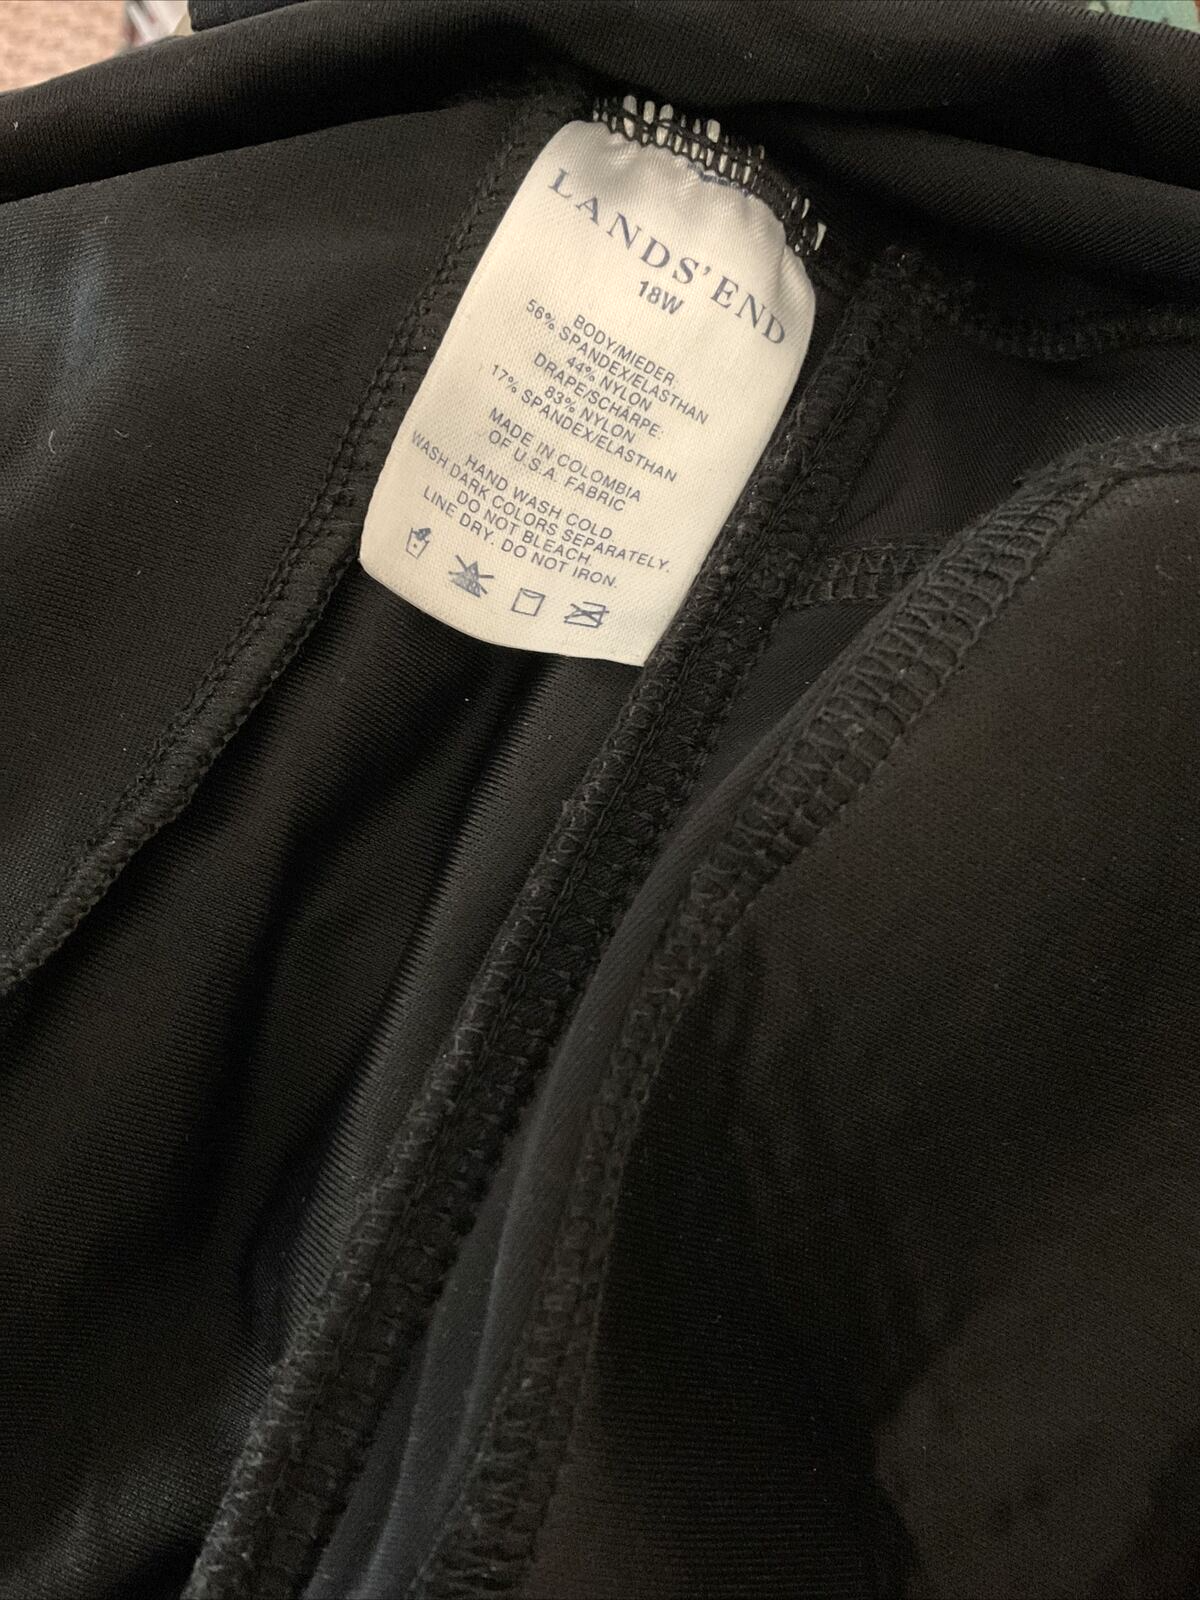 LANDS' END
18W
BODY/MIEDER:
56% SPANDEX/ELASTHAN
44% NYLON
DRAPE/SCHÄRPE:
83% NYLON
17% SPANDEX/ELASTHAN
MADE IN COLOMBIA
OF U.S.A. FABRIC
HAND WASH COLD
WASH DARK COLORS SEPARATELY.
DO NOT BLEACH.
LINE DRY. DO NOT IRON.